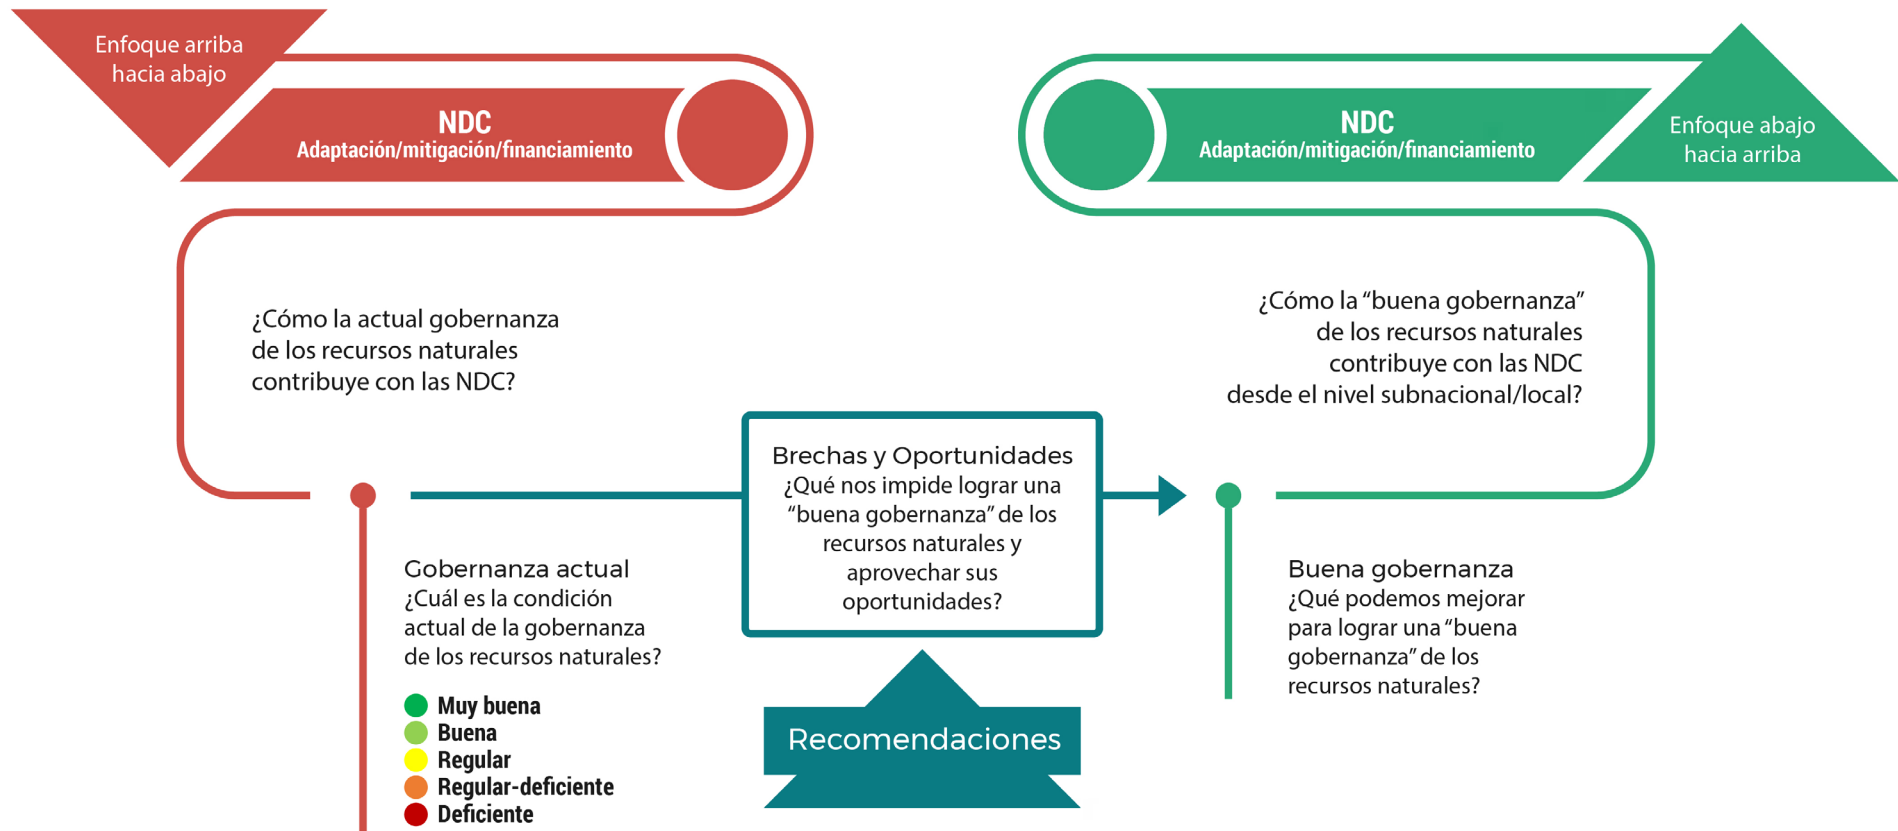 Enfoque arriba
hacia abajo
NDC
Adaptación/mitigación/financiamiento
NDC
Adaptación/mitigación/financiamiento
Enfoque abajo
hacia arriba
¿Cómo la actual gobernanza
de los recursos naturales
contribuye con las NDC?
¿Cómo la “buena gobernanza”
de los recursos naturales
contribuye con las NDC
desde el nivel subnacional/local?
Brechas y Oportunidades
¿Qué nos impide lograr una
“buena gobernanza” de los
recursos naturales y
aprovechar sus
oportunidades?
Gobernanza actual
¿Cuál es la condición
actual de la gobernanza
de los recursos naturales?
Muy buena
Buena
Regular
Regular-deficiente
Deficiente
Recomendaciones
Buena gobernanza
¿Qué podemos mejorar
para lograr una “buena
gobernanza” de los
recursos naturales?